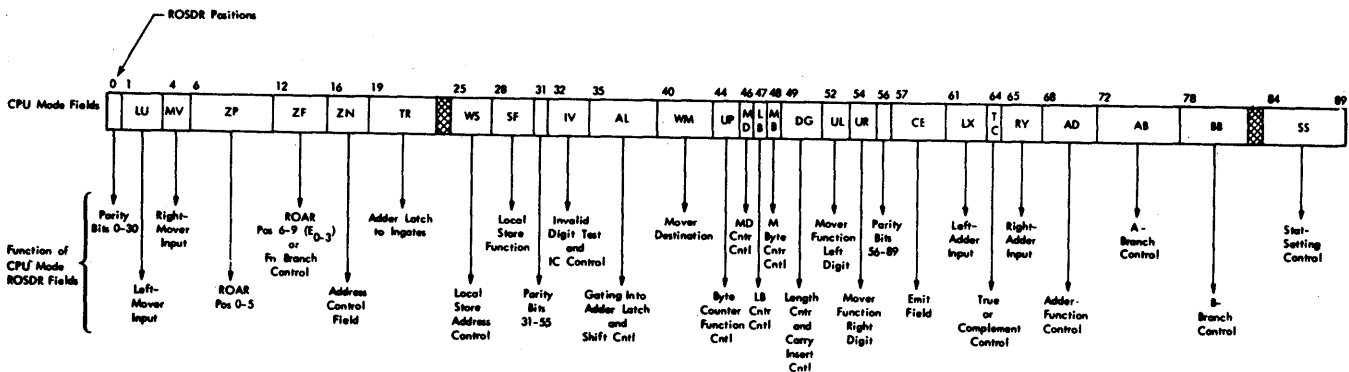 ROSDR Positions
0 1 4 6 12 16 19 25 28 31 32 35 40 44 46 47 48 49 52 54 56 57 61 64 65 68 72 78 84 89
CPU Mode Fields
LU MV ZP ZF ZN TR WS SF IV AL WM UP MD LB MB DG UL UR CE LX TC RY AD AB BB SS
Function of
CPU Mode
ROSDR Fields
Parity
Bits 0-30
Left-
Mover
Input
Right-
Mover
Input
ROAR
Pos 0-5
ROAR
Pos 6-9 (E0-3)
or
Fn Branch
Control
Address
Control
Field
Adder Latch
to Ingates
Local
Store
Address
Control
Local
Store
Function
Parity
Bits
31-55
Invalid
Digit Test
and
IC Control
Gating Into
Adder Latch
and
Shift Cntl
Mover
Destination
Byte
Counter
Function
Cntl
MD
Cntr
Cntl
LB
Cntr
Cntl
M
Byte
Cntr
Cntl
Length
Cntr
and
Carry
Insert
Cntl
Mover
Function
Left
Digit
Mover
Function
Right
Digit
Parity
Bits
56-89
Emit
Field
Left-
Adder
Input
True
or
Complement
Control
Right-
Adder
Input
Adder-
Function
Control
A-
Branch
Control
B-
Branch
Control
Stat-
Setting
Control